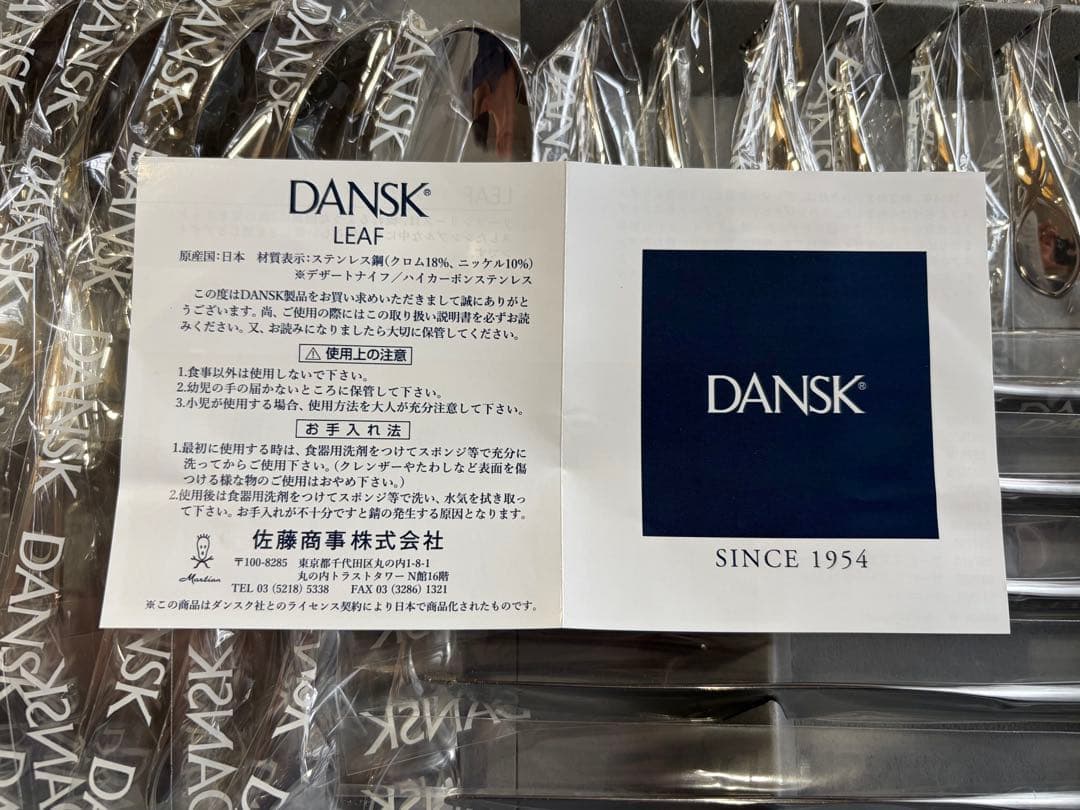 DANSK®
LEAF
原産国:日本 材質表示:ステンレス鋼(クロム18%、ニッケル10%)
※デザートナイフ/ハイカーボンステンレス
この度はDANSK製品をお買い求めいただきまして誠にありがと
うございます。尚、ご使用の際にはこの取り扱い説明書を必ずお読
みください。又、お読みになりましたら大切に保管してください。
⚠ 使用上の注意
1.食事以外は使用しないで下さい。
2.幼児の手の届かないところに保管して下さい。
3.小児が使用する場合、使用方法を大人が充分注意して下さい。
お手入れ法
1.最初に使用する時は、食器用洗剤をつけてスポンジ等で充分に
洗ってからご使用下さい。(クレンザーやたわしなど表面を傷
つける様な物のご使用はおやめ下さい。)
2.使用後は食器用洗剤をつけてスポンジ等で洗い、水気を拭き取っ
て下さい。お手入れが不十分ですと錆の発生する原因となります。
Martian
佐藤商事株式会社
〒100-8285 東京都千代田区丸の内1-8-1
丸の内トラストタワーN館16階
TEL 03 (5218) 5338 FAX 03 (3286) 1321
※この商品はダンスク社とのライセンス契約により日本で商品化されたものです。
DANSK®
SINCE 1954
DANSK
DANSK
DANSK
DANSK
DANSK
DANSK
DANSK
DANSK